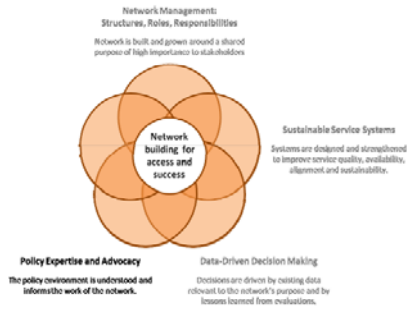 Network Management:
Structures, Roles, Responsibilities
Network is built and grown around a shared
purpose of high importance to stakeholders
Network
building for
access and
success
Sustainable Service Systems
Systems are designed and strengthened
to improve service quality, availability,
alignment and sustainability.
Policy Expertise and Advocacy
The policy environment is understood and
informs the work of the network.
Data-Driven Decision Making
Decisions are driven by existing data
relevant to the network's purpose and by
lessons learned from evaluations.